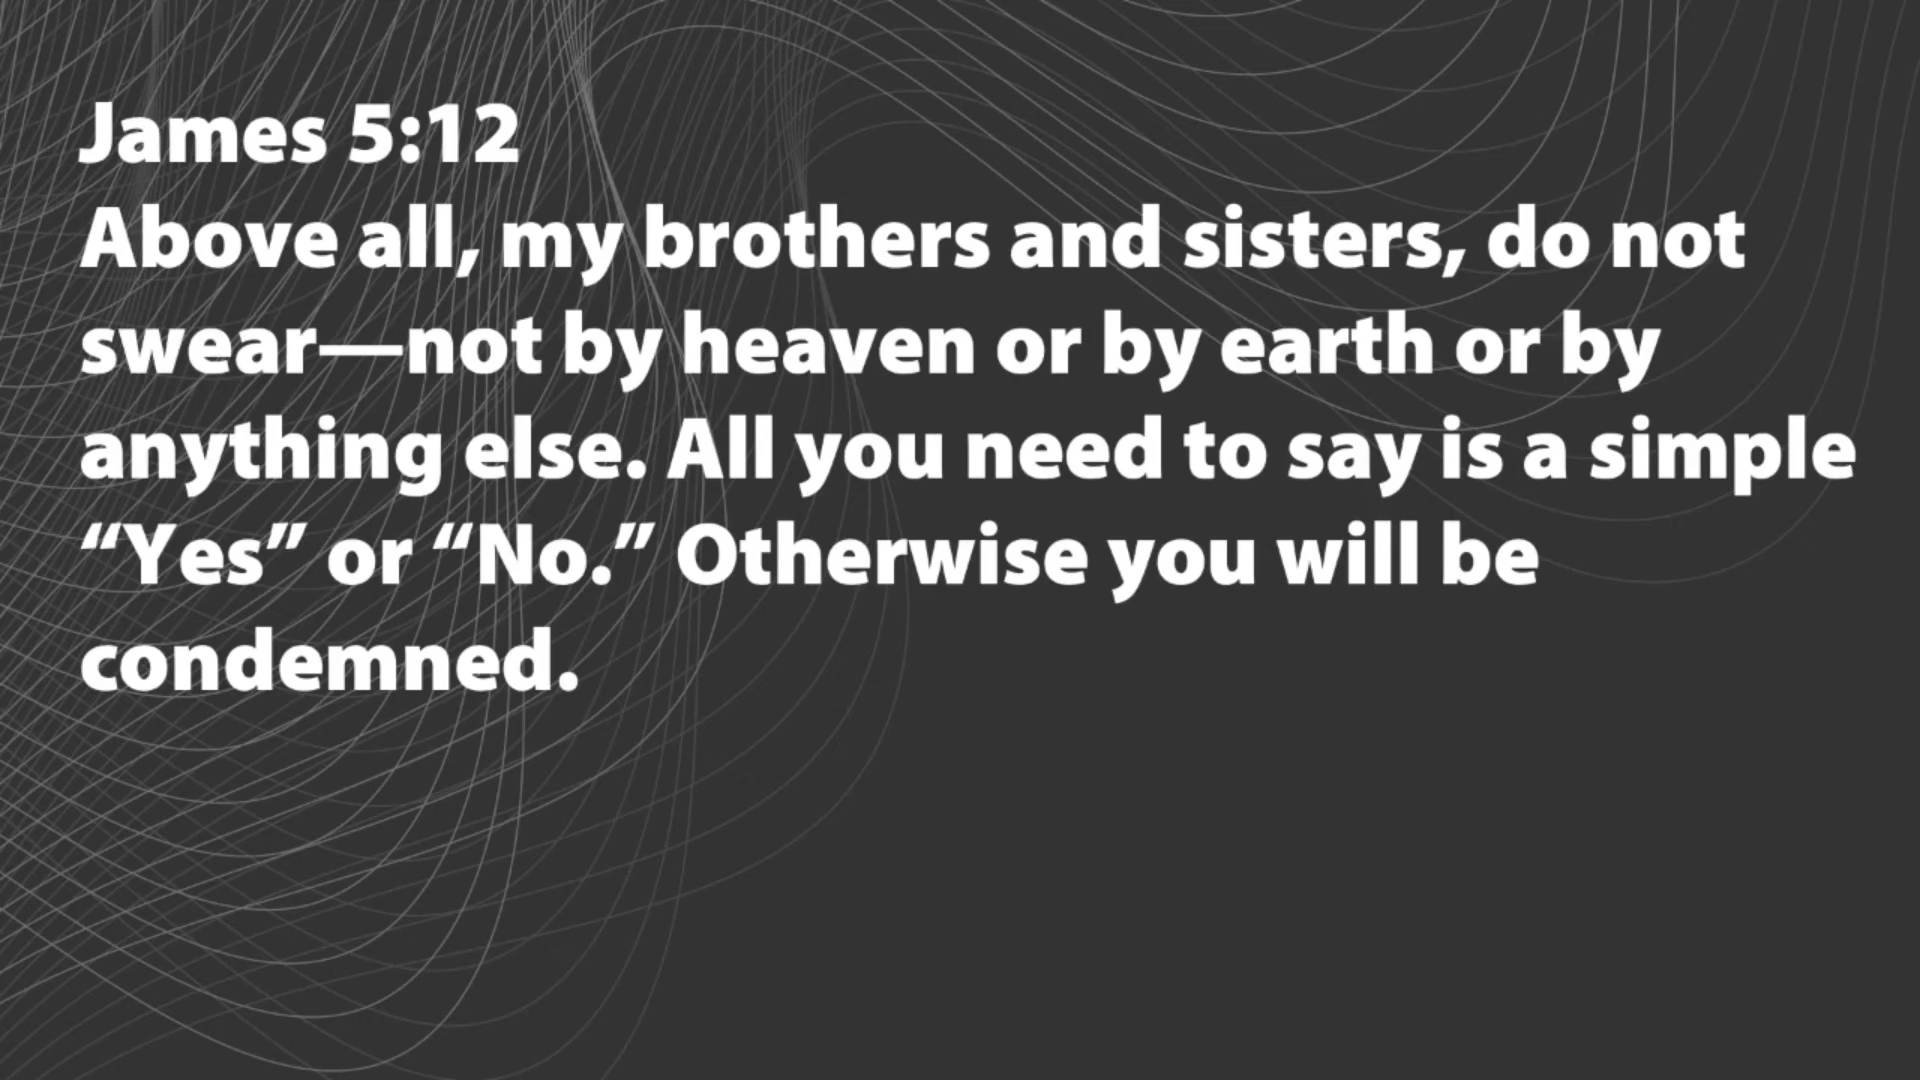 James 5:12
Above all, my brothers and sisters, do not
swear—not by heaven or by earth or by
anything else. All you need to say is a simple
“Yes” or “No.” Otherwise you will be
condemned.